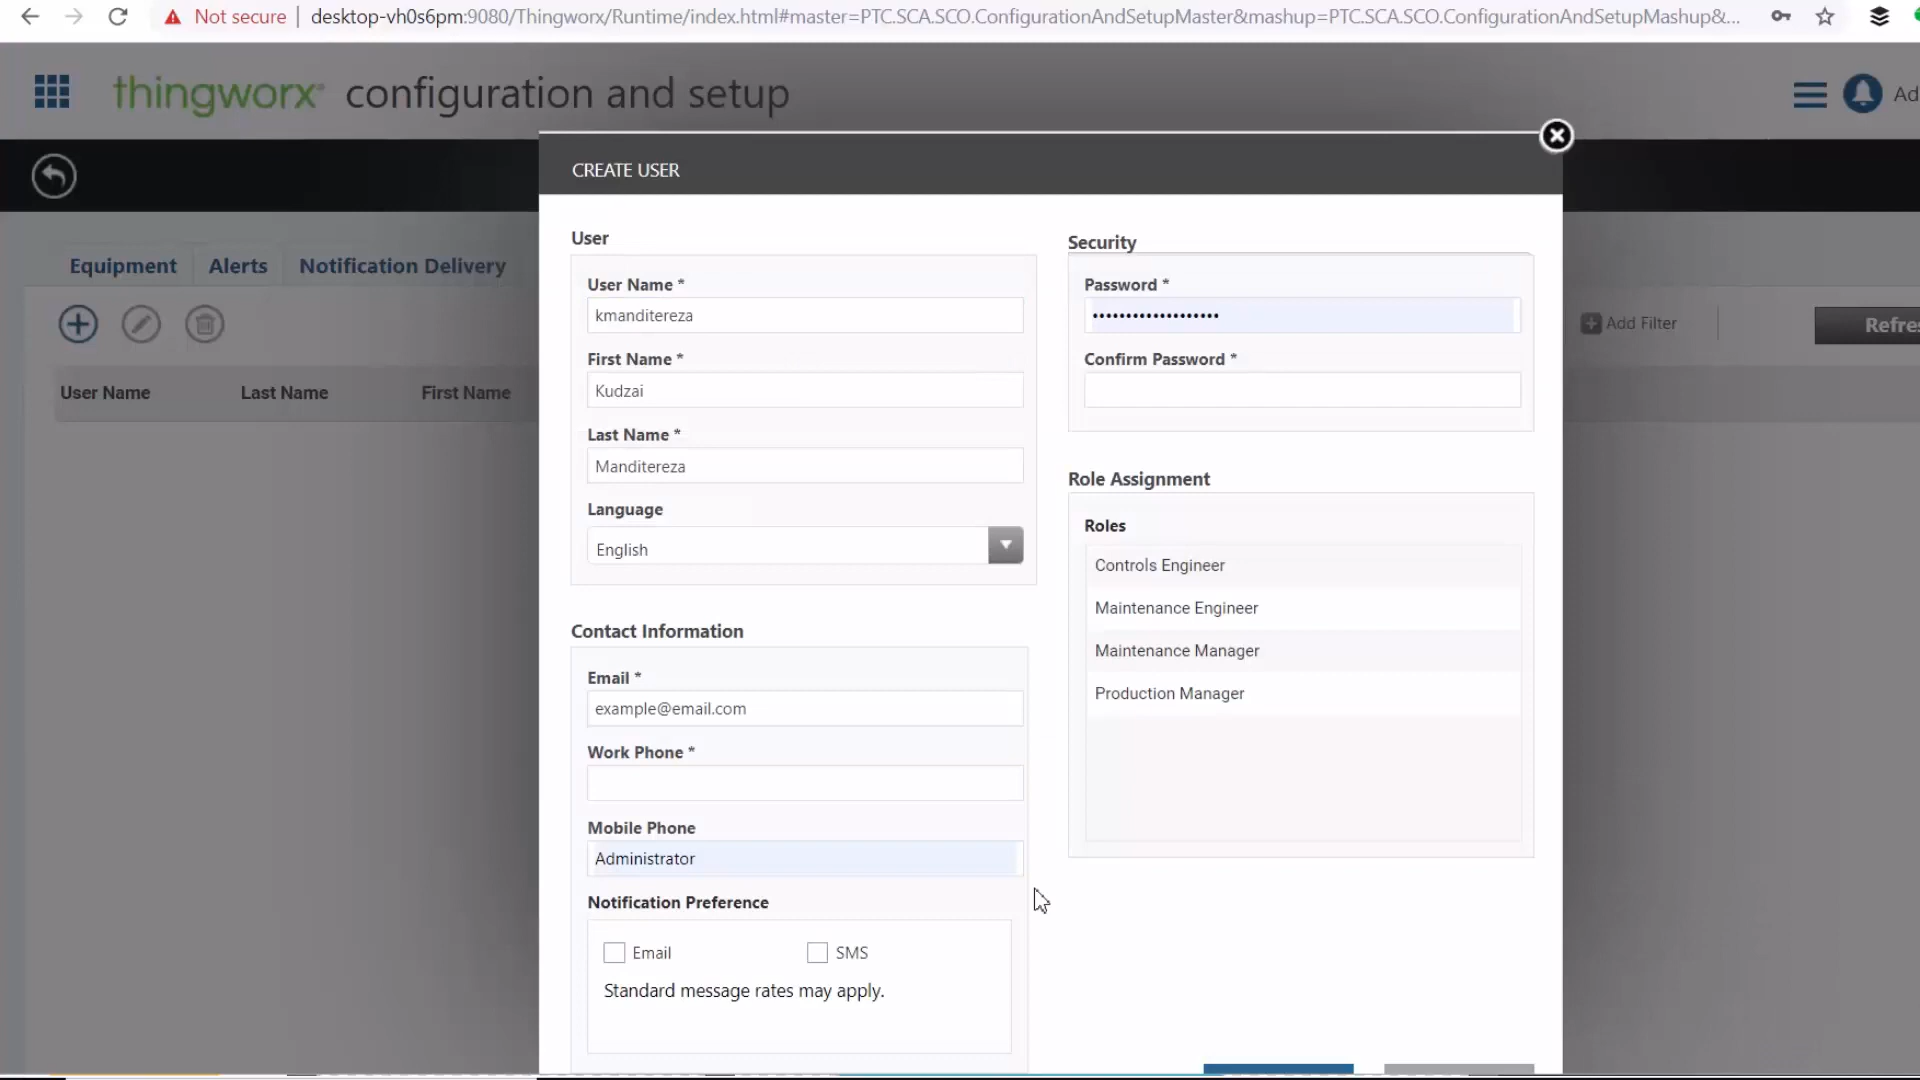 Not secure | desktop-vh0s6pm:9080/Thingworx/Runtime/index.html#master=PTC.SCA.SCO.ConfigurationAndSetupMaster&mashup=PTC.SCA.SCO.ConfigurationAndSetupMashup&...
thingworx configuration and setup
Ad
CREATE USER
Equipment
Alerts
Notification Delivery
Add Filter
Refres
User Name
Last Name
First Name
User
User Name *
kmanditereza
First Name *
Kudzai
Last Name *
Manditereza
Language
English
Contact Information
Email *
example@email.com
Work Phone *
Mobile Phone
Administrator
Notification Preference
Email
SMS
Standard message rates may apply.
Security
Password *
•••••••••••••••••••
Confirm Password *
Role Assignment
Roles
Controls Engineer
Maintenance Engineer
Maintenance Manager
Production Manager